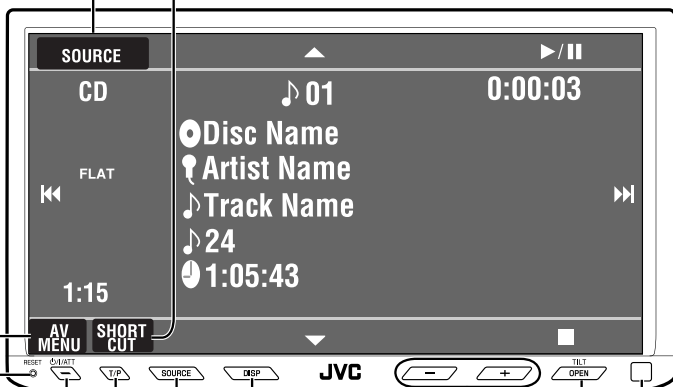 SOURCE
CD 01 0:00:03
Disc Name
FLAT Artist Name
Track Name
24
1:15 1:05:43
AV MENU SHORT CUT
RESET /I/ATT T/P SOURCE DISP JVC − + TILT OPEN